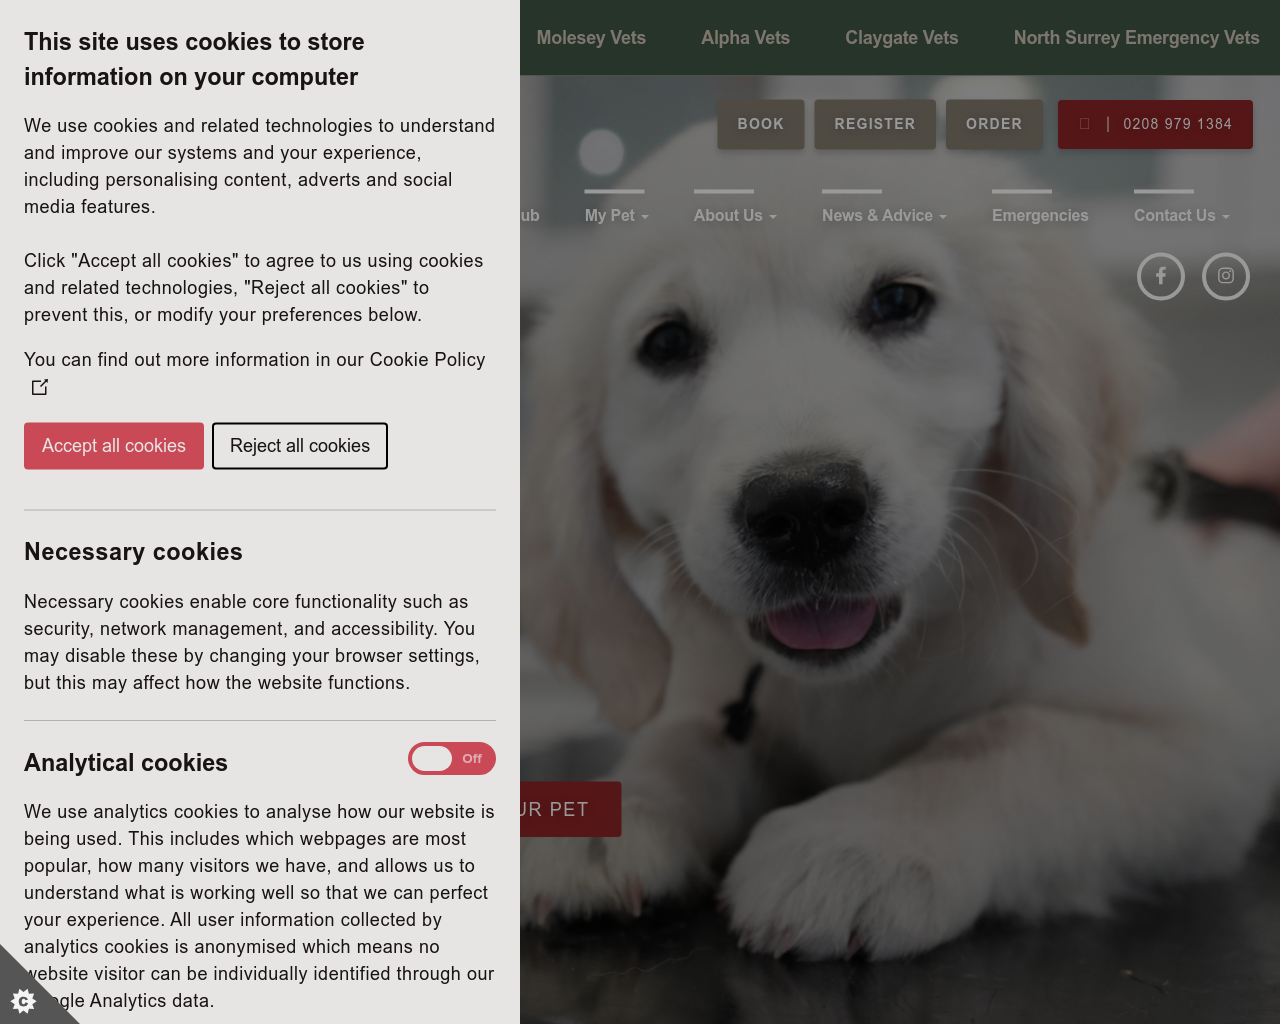 This site uses cookies to store
information on your computer
We use cookies and related technologies to understand
and improve our systems and your experience,
including personalising content, adverts and social
media features.
Click "Accept all cookies" to agree to us using cookies
and related technologies, "Reject all cookies" to
prevent this, or modify your preferences below.
You can find out more information in our Cookie Policy
Accept all cookies
Reject all cookies
Necessary cookies
Necessary cookies enable core functionality such as
security, network management, and accessibility. You
may disable these by changing your browser settings,
but this may affect how the website functions.
Analytical cookies
Off
We use analytics cookies to analyse how our website is
being used. This includes which webpages are most
popular, how many visitors we have, and allows us to
understand what is working well so that we can perfect
your experience. All user information collected by
analytics cookies is anonymised which means no
website visitor can be individually identified through our
Google Analytics data.
Molesey Vets
Alpha Vets
Claygate Vets
North Surrey Emergency Vets
BOOK
REGISTER
ORDER
| 0208 979 1384
My Pet
About Us
News & Advice
Emergencies
Contact Us
PET